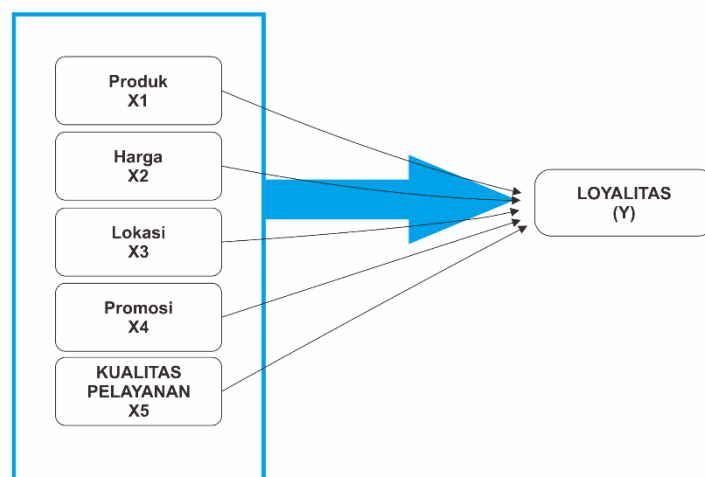 Produk
X1
Harga
X2
Lokasi
X3
Promosi
X4
KUALITAS
PELAYANAN
X5
LOYALITAS
(Y)